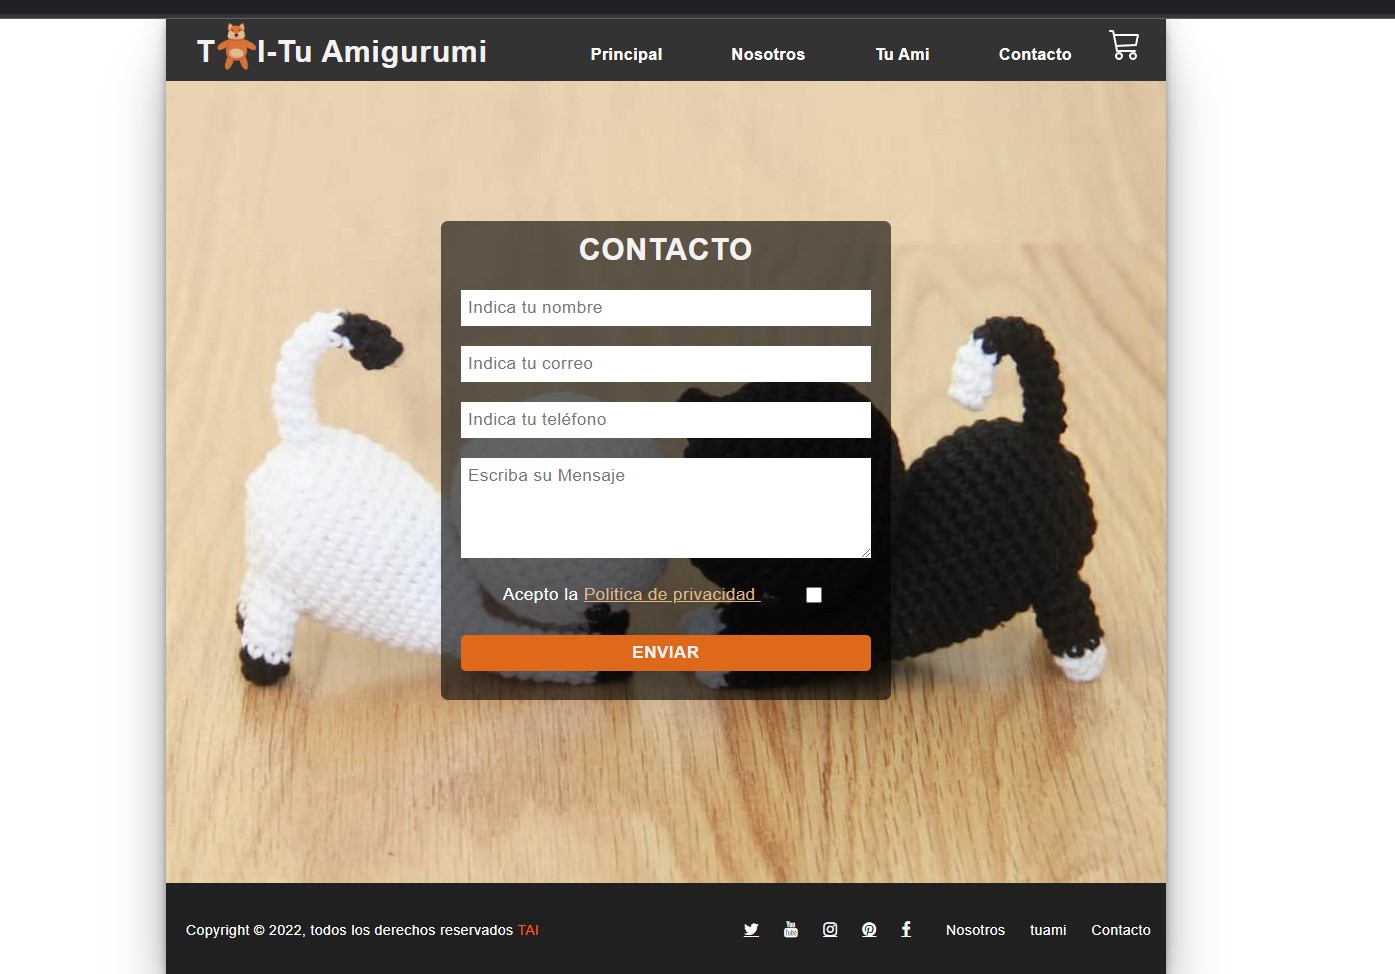 T I-Tu Amigurumi
Principal
Nosotros
Tu Ami
Contacto
CONTACTO
Indica tu nombre
Indica tu correo
Indica tu teléfono
Escriba su Mensaje
Acepto la Politica de privacidad
ENVIAR
Copyright © 2022, todos los derechos reservados TAI
You
Tube
Nosotros
tuami
Contacto